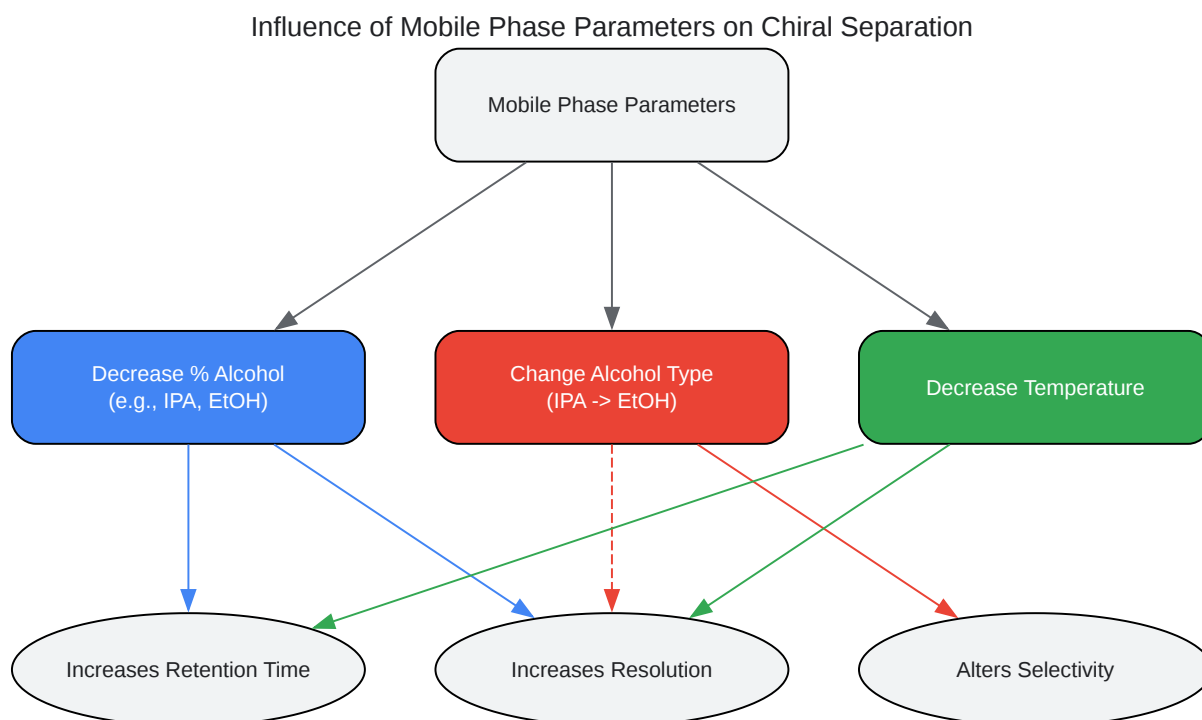 Influence of Mobile Phase Parameters on Chiral Separation
Mobile Phase Parameters
Decrease % Alcohol
(e.g., IPA, EtOH)
Change Alcohol Type
(IPA -> EtOH)
Decrease Temperature
Increases Retention Time
Increases Resolution
Alters Selectivity